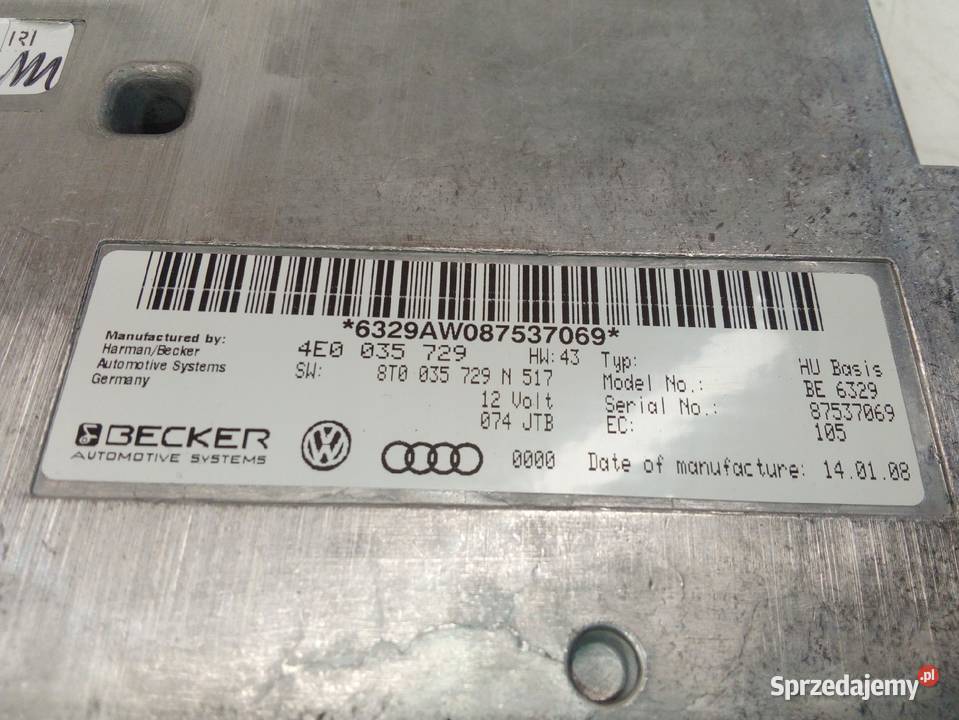 *6329AW087537069*
Manufactured by:
Harman/Becker
Automotive Systems
Germany
4E0 035 729 HW:43
SW: 8T0 035 729 N 517
12 Volt
074 JTB
Typ: HU Basis
Model No.: BE 6329
Serial No.: 87537069
EC: 105
BECKER
AUTOMOTIVE SYSTEMS
0000 Date of manufacture: 14.01.08
Sprzedajemy.pl